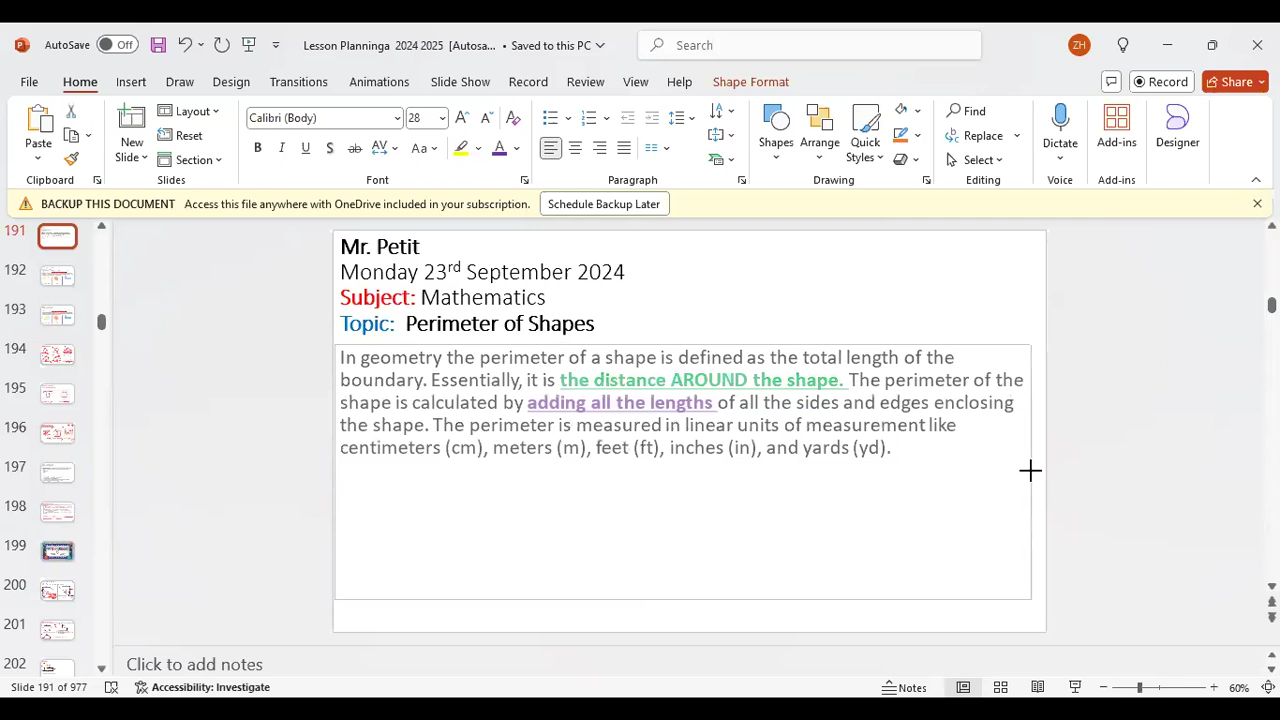 AutoSave Off Lesson Planninga 2024 2025 [Autosa... • Saved to this PC Search ZH
File Home Insert Draw Design Transitions Animations Slide Show Record Review View Help Shape Format Record Share
Paste New Slide Layout Reset Section Calibri (Body) 28 Shapes Arrange Quick Styles Find Replace Select Dictate Add-ins Designer
Clipboard Slides Font Paragraph Drawing Editing Voice Add-ins
BACKUP THIS DOCUMENT Access this file anywhere with OneDrive included in your subscription. Schedule Backup Later
191
192
193
194
195
196
197
198
199
200
201
202
Mr. Petit
Monday 23rd September 2024
Subject: Mathematics
Topic: Perimeter of Shapes
In geometry the perimeter of a shape is defined as the total length of the
boundary. Essentially, it is the distance AROUND the shape. The perimeter of the
shape is calculated by adding all the lengths of all the sides and edges enclosing
the shape. The perimeter is measured in linear units of measurement like
centimeters (cm), meters (m), feet (ft), inches (in), and yards (yd).
Click to add notes
Slide 191 of 977 Accessibility: Investigate Notes 60%